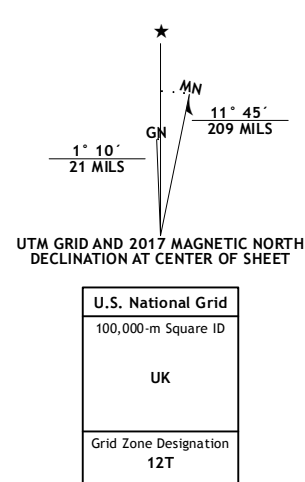 MN
GN
11° 45´
209 MILS
1° 10´
21 MILS
UTM GRID AND 2017 MAGNETIC NORTH
DECLINATION AT CENTER OF SHEET
U.S. National Grid
100,000-m Square ID
UK
Grid Zone Designation
12T